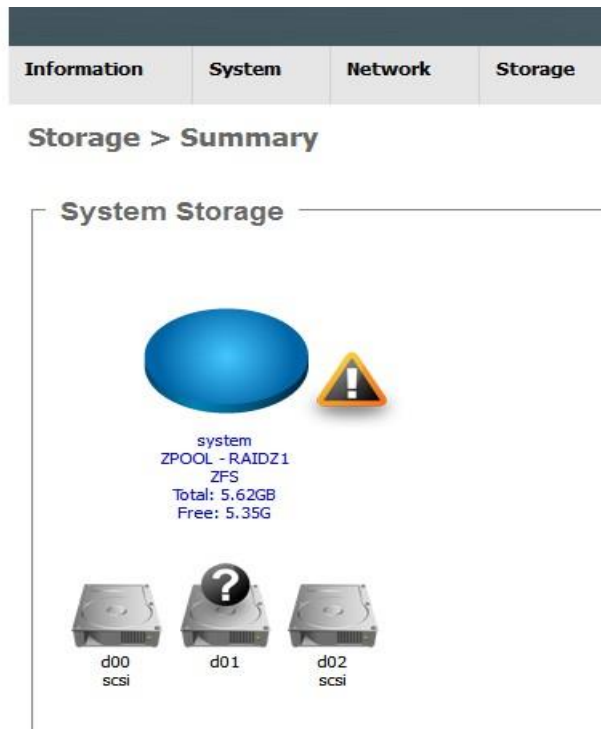 Information System Network Storage
Storage > Summary
System Storage
system
ZPOOL - RAIDZ1
ZFS
Total: 5.62GB
Free: 5.35G
d00 d01 d02
scsi scsi